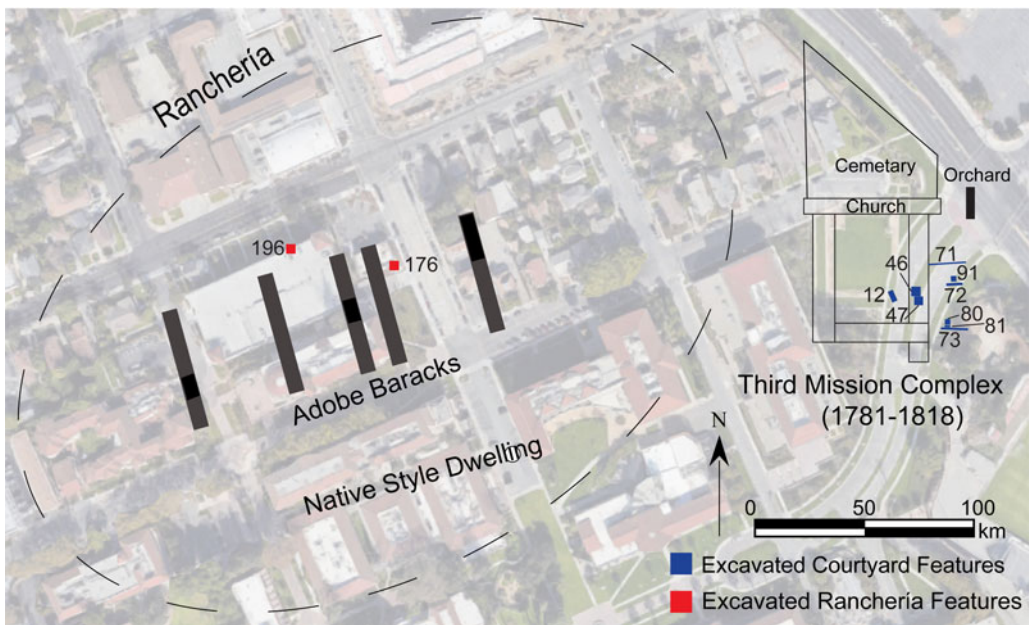 Ranchería
Cemetary
Orchard
Church
196
176
46
71
91
12
72
47
80
73
81
Adobe Baracks
Third Mission Complex
(1781-1818)
Native Style Dwelling
N
0 50 100
km
Excavated Courtyard Features
Excavated Rancheria Features